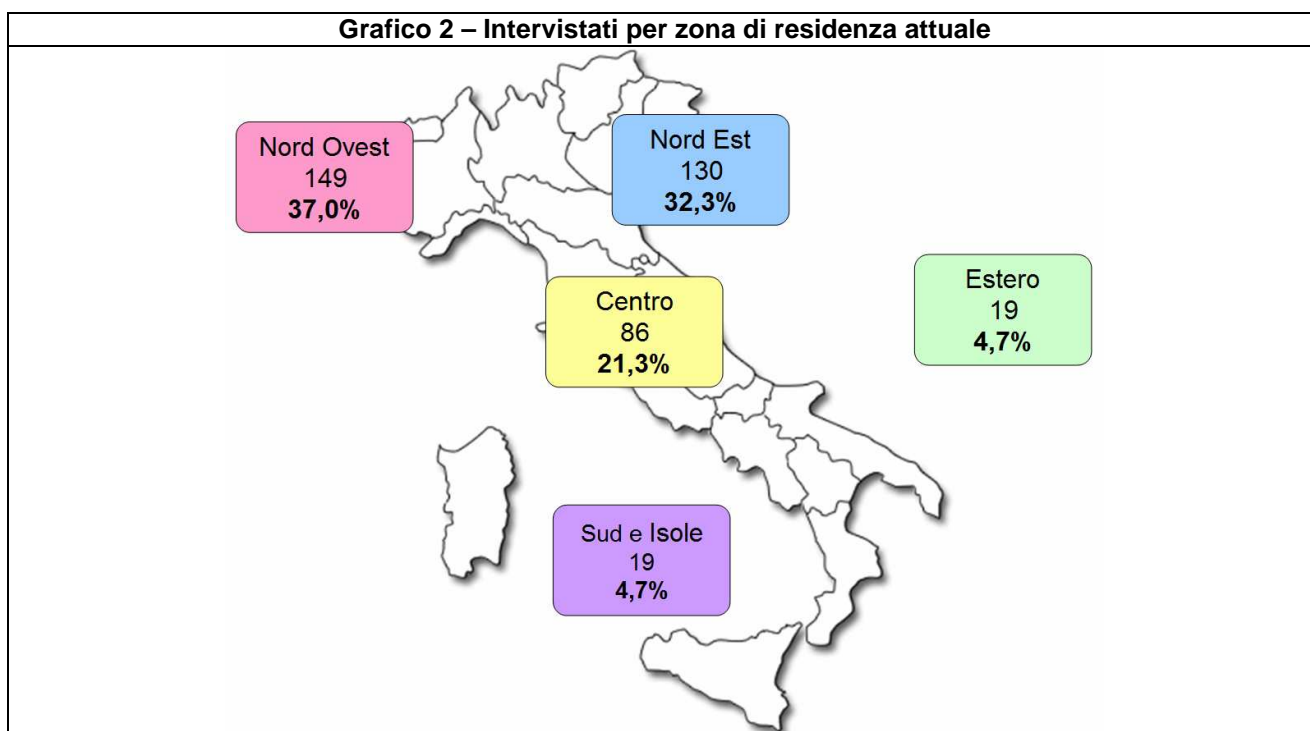 Grafico 2 – Intervistati per zona di residenza attuale
Nord Ovest
149
37,0%
Nord Est
130
32,3%
Centro
86
21,3%
Estero
19
4,7%
Sud e Isole
19
4,7%